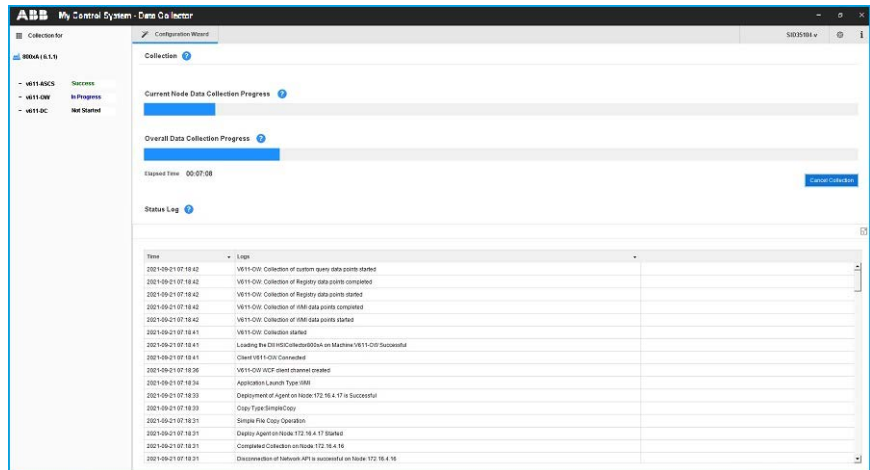 ABB My Control System - Data Collector
Collection for
Configuration Wizard
SID35184
800xA (6.1.1)
Collection
- v611-ASCS Success
- v611-OW In Progress
- v611-DC Not Started
Current Node Data Collection Progress
Overall Data Collection Progress
Elapsed Time 00:07:08
Cancel Collection
Status Log
Time Logs
2021-09-21 07:18:42 V611-OW: Collection of custom query data points started
2021-09-21 07:18:42 V611-OW: Collection of Registry data points completed
2021-09-21 07:18:42 V611-OW: Collection of Registry data points started
2021-09-21 07:18:42 V611-OW: Collection of WMI data points completed
2021-09-21 07:18:42 V611-OW: Collection of WMI data points started
2021-09-21 07:18:41 V611-OW: Collection started
2021-09-21 07:18:41 Loading the Dll HSICollector800xA on Machine:V611-OW Successful
2021-09-21 07:18:41 Client V611-OW Connected
2021-09-21 07:18:36 V611-OW WCF client channel created
2021-09-21 07:18:34 Application Launch Type:WMI
2021-09-21 07:18:33 Deployment of Agent on Node:172.16.4.17 is Successful
2021-09-21 07:18:33 Copy Type:SimpleCopy
2021-09-21 07:18:31 Simple File Copy Operation
2021-09-21 07:18:31 Deploy Agent on Node:172.16.4.17 Started
2021-09-21 07:18:31 Completed Collection on Node:172.16.4.16
2021-09-21 07:18:31 Disconnection of Network API is successful on Node-172.16.4.16